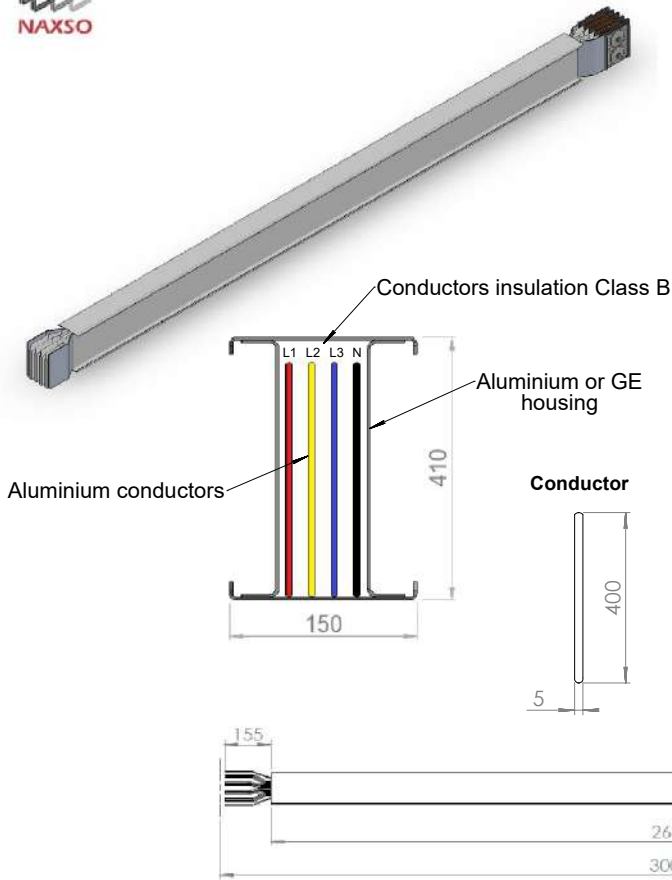 NAXSO
Conductors insulation Class B
L1 L2 L3 N
Aluminium or GE
housing
Aluminium conductors
410
150
Conductor
400
5
155